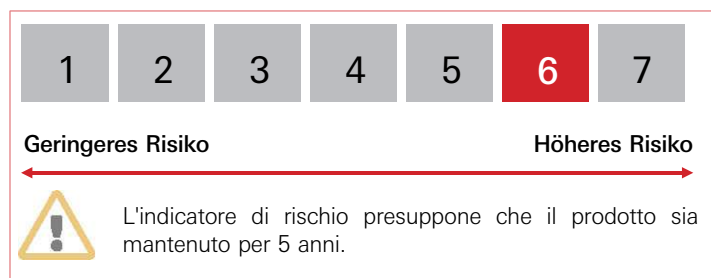 1 2 3 4 5 6 7
Geringeres Risiko Höheres Risiko
L'indicatore di rischio presuppone che il prodotto sia
mantenuto per 5 anni.